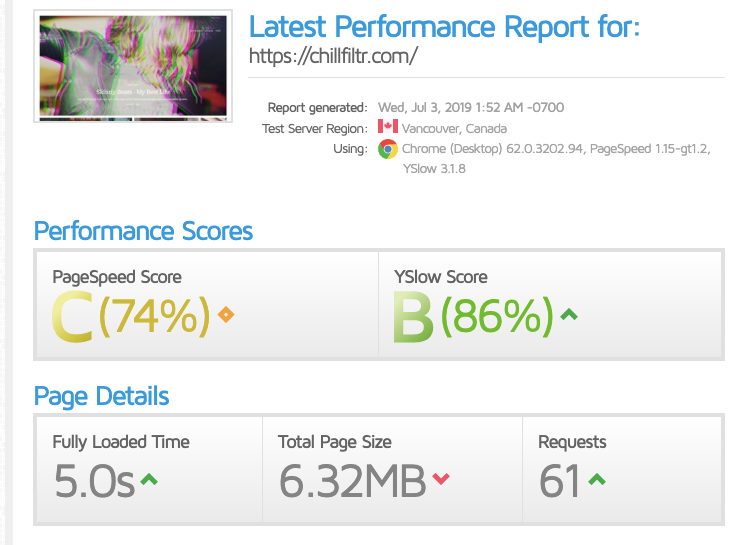 Latest Performance Report for:
https://chillfiltr.com/
Report generated: Wed, Jul 3, 2019 1:52 AM -0700
Test Server Region: Vancouver, Canada
Using: Chrome (Desktop) 62.0.3202.94, PageSpeed 1.15-gt1.2,
YSlow 3.1.8
Performance Scores
PageSpeed Score
C (74%)
YSlow Score
B (86%)
Page Details
Fully Loaded Time
5.0s
Total Page Size
6.32MB
Requests
61